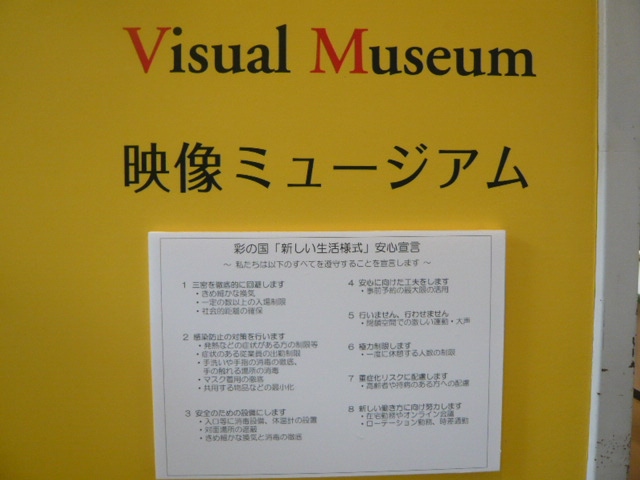 Visual Museum
映像ミュージアム
彩の国「新しい生活様式」安心宣言
～ 私たちは以下のすべてを遵守することを宣言します ～
1 三密を徹底的に回避します
・きめ細かな換気
・一定の数以上の入場制限
・社会的距離の確保
2 感染防止の対策を行います
・発熱などの症状がある方の制限等
・症状のある従業員の出勤制限
・手洗いや手指の消毒の徹底、
手の触れる場所の消毒
・マスク着用の徹底
・共用する物品などの最小化
3 安全のための設備にします
・入口等に消毒設備、体温計の設置
・対面場所の遮蔽
・きめ細かな換気と消毒の徹底
4 安心に向けた工夫をします
・事前予約の最大限の活用
5 行いません、行わせません
・閉鎖空間での激しい運動・大声
6 極力制限します
・一度に休憩する人数の制限
7 重症化リスクに配慮します
・高齢者や持病のある方への配慮
8 新しい働き方に向け努力します
・在宅勤務やオンライン会議
・ローテーション勤務、時差通勤